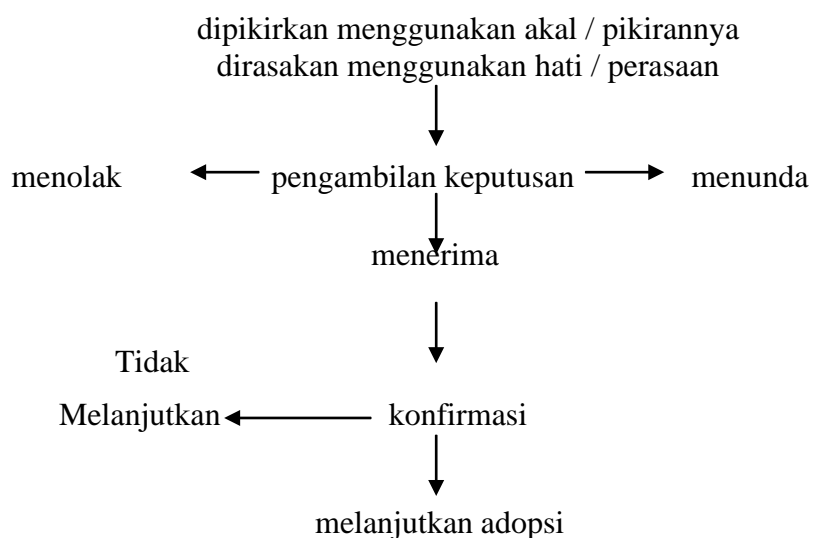 dipikirkan menggunakan akal / pikirannya
dirasakan menggunakan hati / perasaan
menolak pengambilan keputusan menunda
menerima
Tidak
Melanjutkan konfirmasi
melanjutkan adopsi